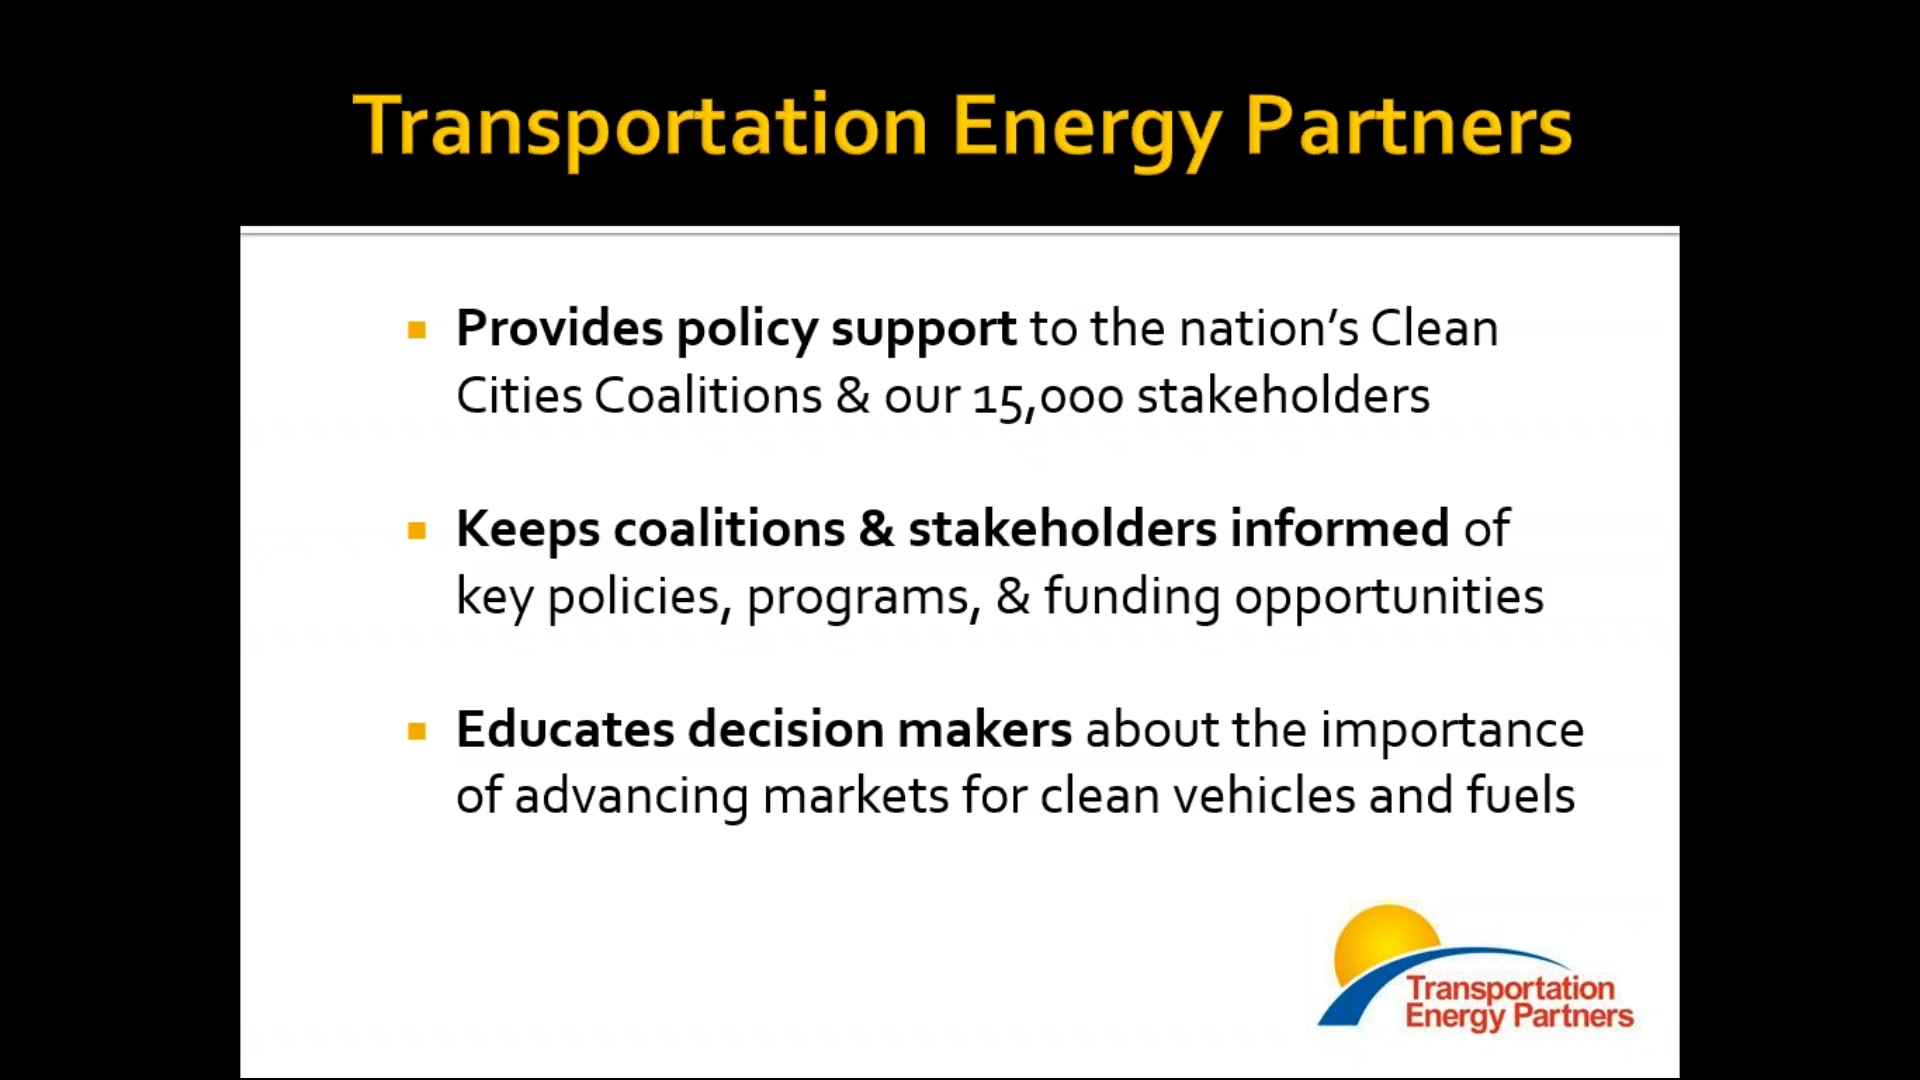 Transportation Energy Partners
Provides policy support to the nation’s Clean
Cities Coalitions & our 15,000 stakeholders
Keeps coalitions & stakeholders informed of
key policies, programs, & funding opportunities
Educates decision makers about the importance
of advancing markets for clean vehicles and fuels
Transportation
Energy Partners